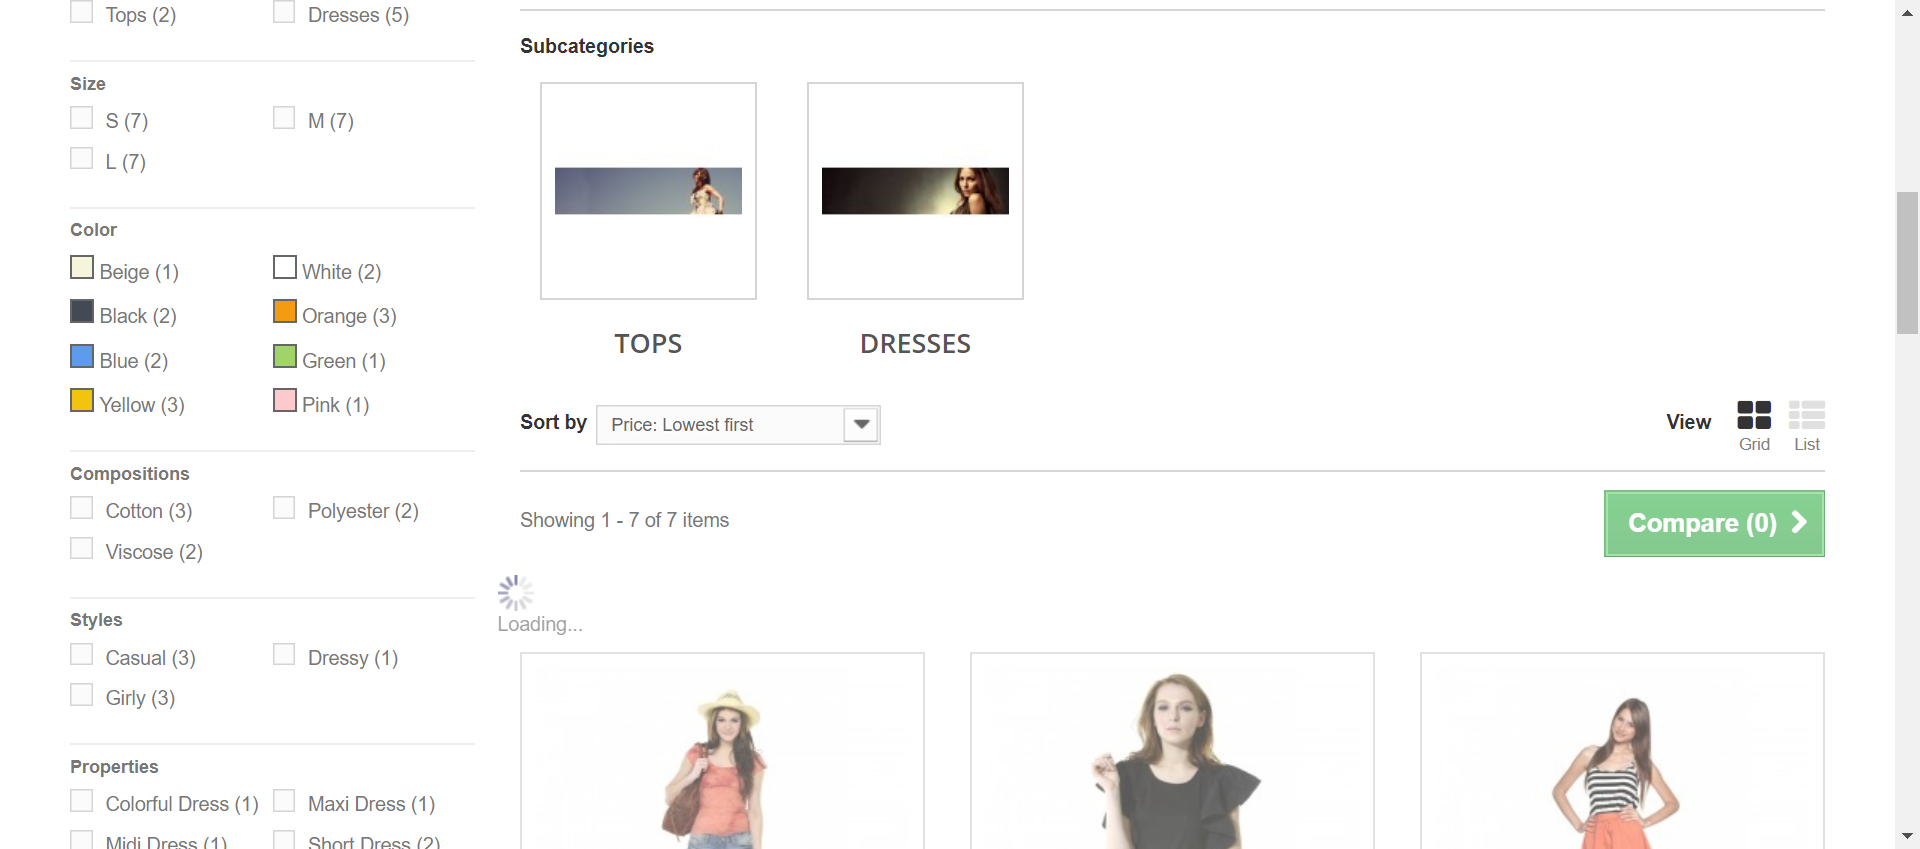 Tops (2)
Dresses (5)
Size
S (7)
M (7)
L (7)
Color
Beige (1)
White (2)
Black (2)
Orange (3)
Blue (2)
Green (1)
Yellow (3)
Pink (1)
Compositions
Cotton (3)
Polyester (2)
Viscose (2)
Styles
Casual (3)
Dressy (1)
Girly (3)
Properties
Colorful Dress (1)
Maxi Dress (1)
Midi Dress (1)
Short Dress (2)
Subcategories
TOPS
DRESSES
Sort by
Price: Lowest first
View
Grid
List
Showing 1 - 7 of 7 items
Compare (0)
Loading...